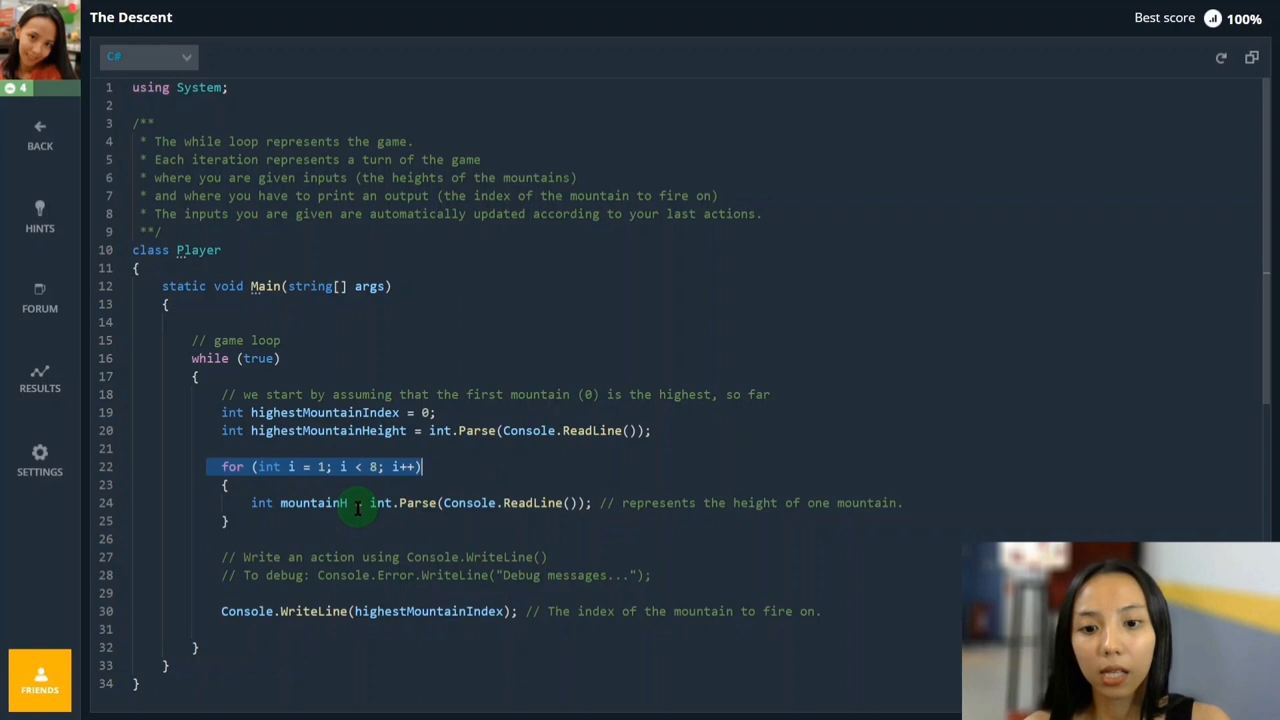 The Descent
Best score 100%
C#
4
BACK
HINTS
FORUM
RESULTS
SETTINGS
FRIENDS
1 using System;
2
3 /**
4 * The while loop represents the game.
5 * Each iteration represents a turn of the game
6 * where you are given inputs (the heights of the mountains)
7 * and where you have to print an output (the index of the mountain to fire on)
8 * The inputs you are given are automatically updated according to your last actions.
9 **/
10 class Player
11 {
12 static void Main(string[] args)
13 {
14
15 // game loop
16 while (true)
17 {
18 // we start by assuming that the first mountain (0) is the highest, so far
19 int highestMountainIndex = 0;
20 int highestMountainHeight = int.Parse(Console.ReadLine());
21
22 for (int i = 1; i < 8; i++)
23 {
24 int mountainH = int.Parse(Console.ReadLine()); // represents the height of one mountain.
25 }
26
27 // Write an action using Console.WriteLine()
28 // To debug: Console.Error.WriteLine("Debug messages...");
29
30 Console.WriteLine(highestMountainIndex); // The index of the mountain to fire on.
31
32 }
33 }
34 }